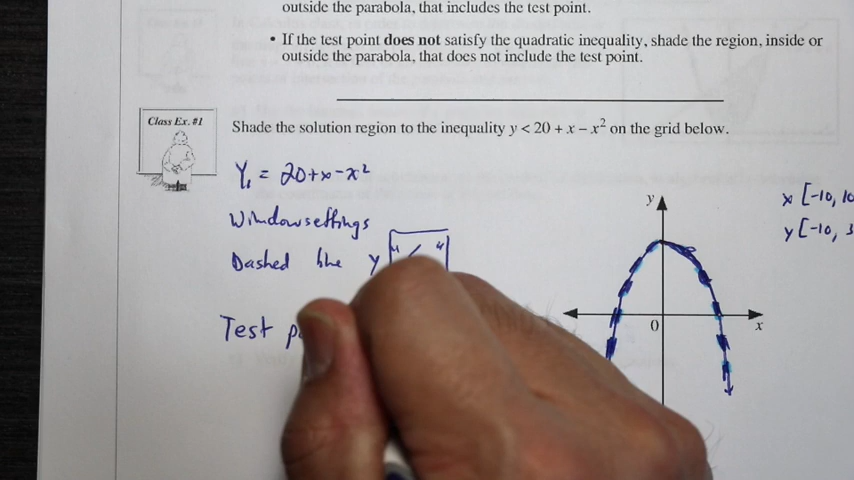 outside the parabola, that includes the test point.
• If the test point does not satisfy the quadratic inequality, shade the region, inside or
outside the parabola, that does not include the test point.
Class Ex. #1
Shade the solution region to the inequality y < 20 + x – x² on the grid below.
Y₁ = 20+x-x²
Window settings
Dashed line y " < "
Test
y
x [-10, 10
y [-10, 3
0
x